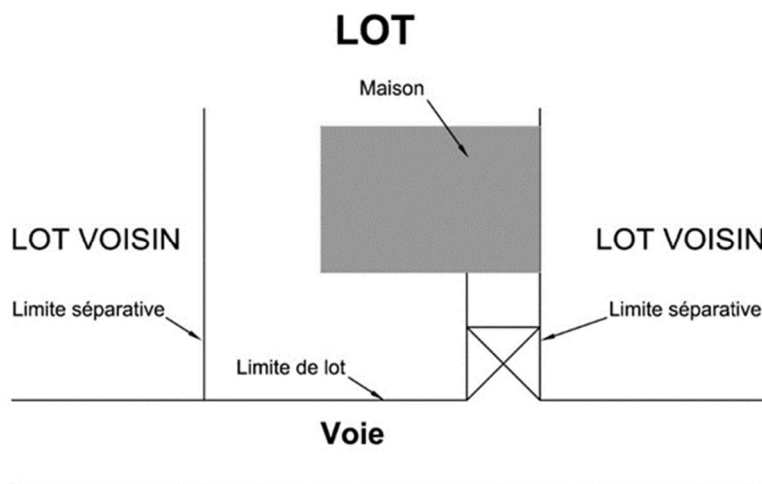 LOT
Maison
LOT VOISIN
LOT VOISIN
Limite séparative
Limite séparative
Limite de lot
Voie